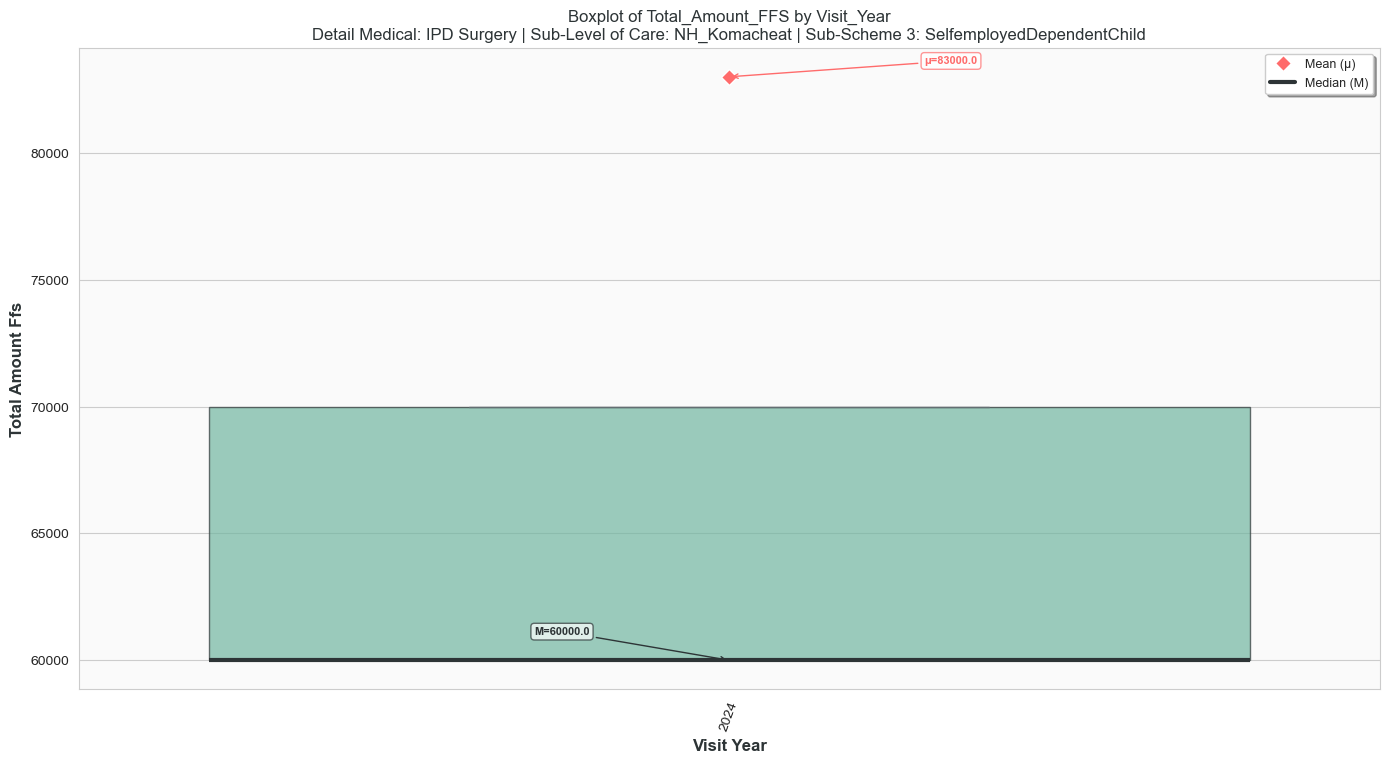 Boxplot of Total_Amount_FFS by Visit_Year
Detail Medical: IPD Surgery | Sub-Level of Care: NH_Komacheat | Sub-Scheme 3: SelfemployedDependentChild
μ=83000.0
Mean (μ)
Median (M)
80000
75000
70000
65000
60000
Total Amount Ffs
M=60000.0
2024
Visit Year